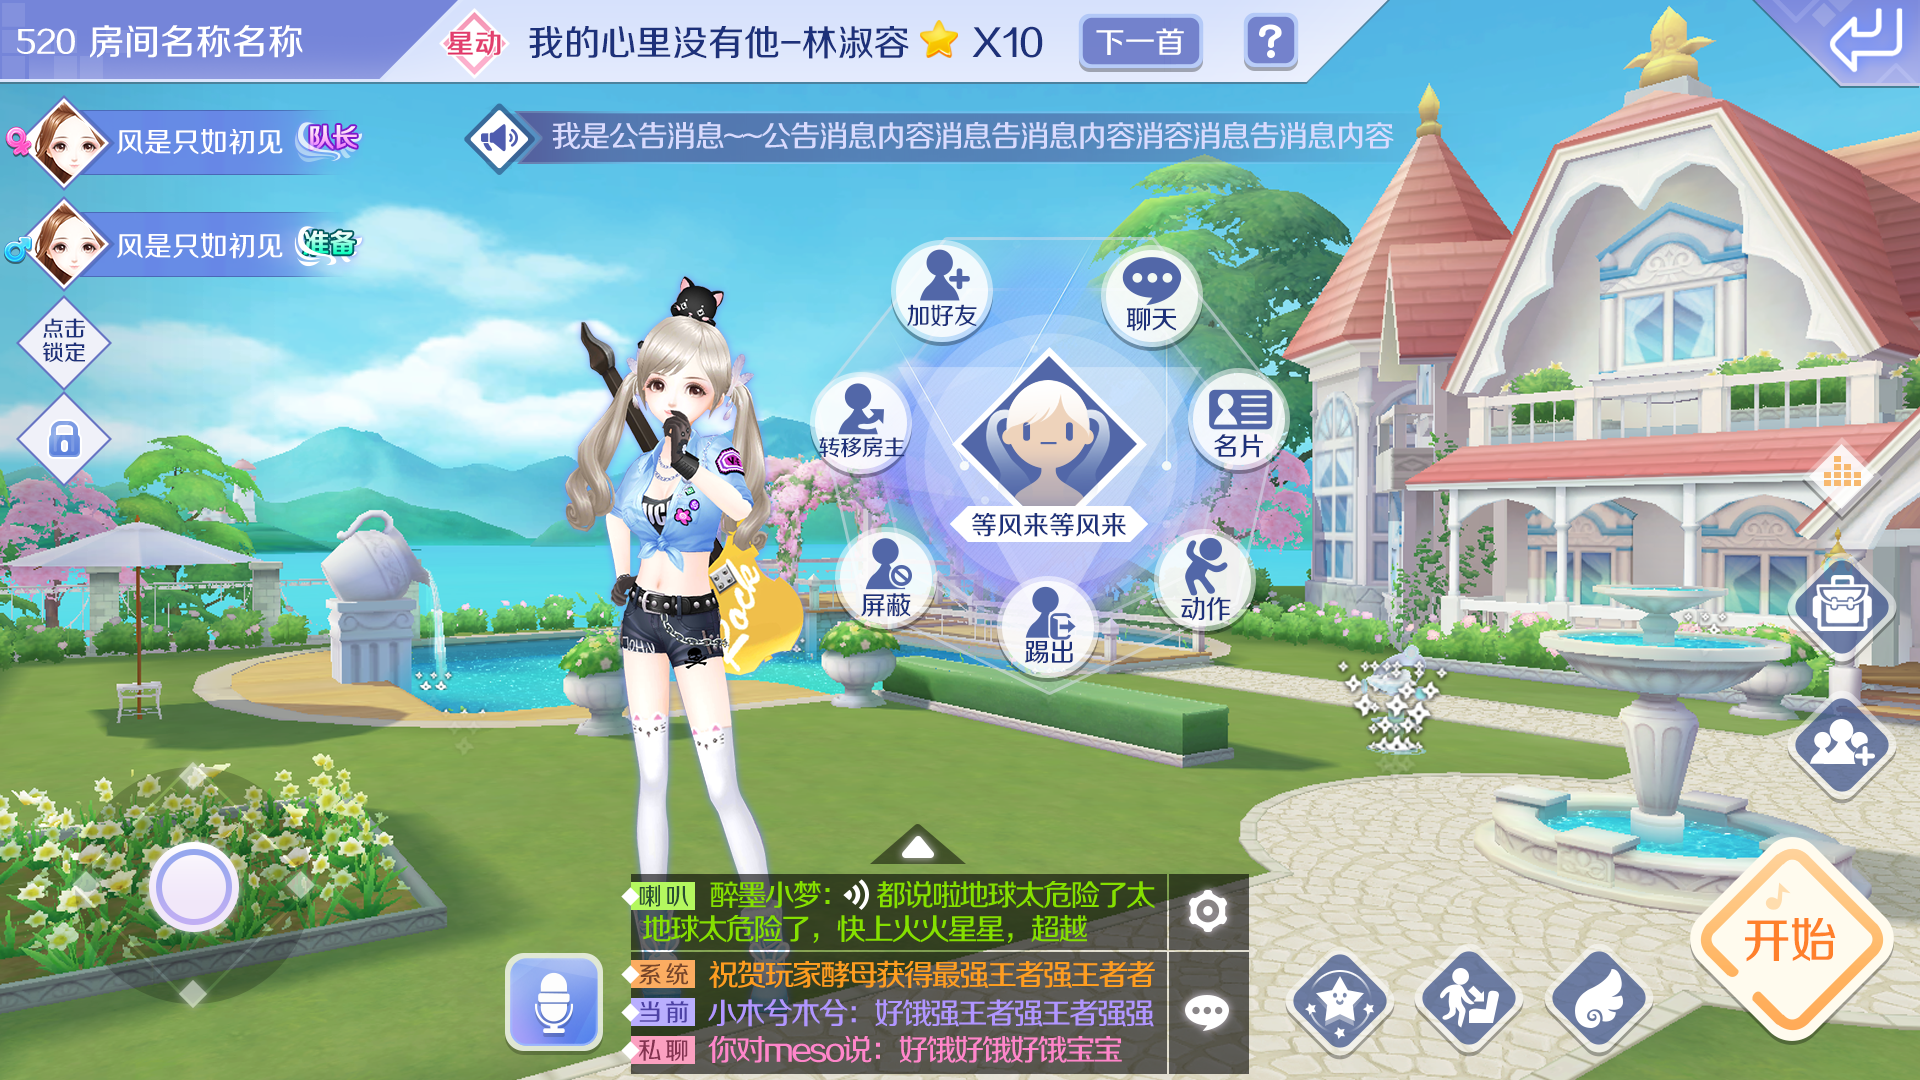 520 房间名称名称
星动 我的心里没有他-林淑容 X10
下一首
?
风是只如初见 队长
我是公告消息~~公告消息内容消息告消息内容消容消息告消息内容
风是只如初见 准备
点击
锁定
加好友
聊天
转移房主
名片
等风来等风来
屏蔽
动作
踢出
Rock
JOHN
开始
喇叭 醉墨小梦: 都说啦地球太危险了太
地球太危险了，快上火火星星，超越
系统 祝贺玩家酵母获得最强王者强王者者
当前 小木兮木兮：好饿强王者强王者强强
私聊 你对meso说：好饿好饿好饿宝宝